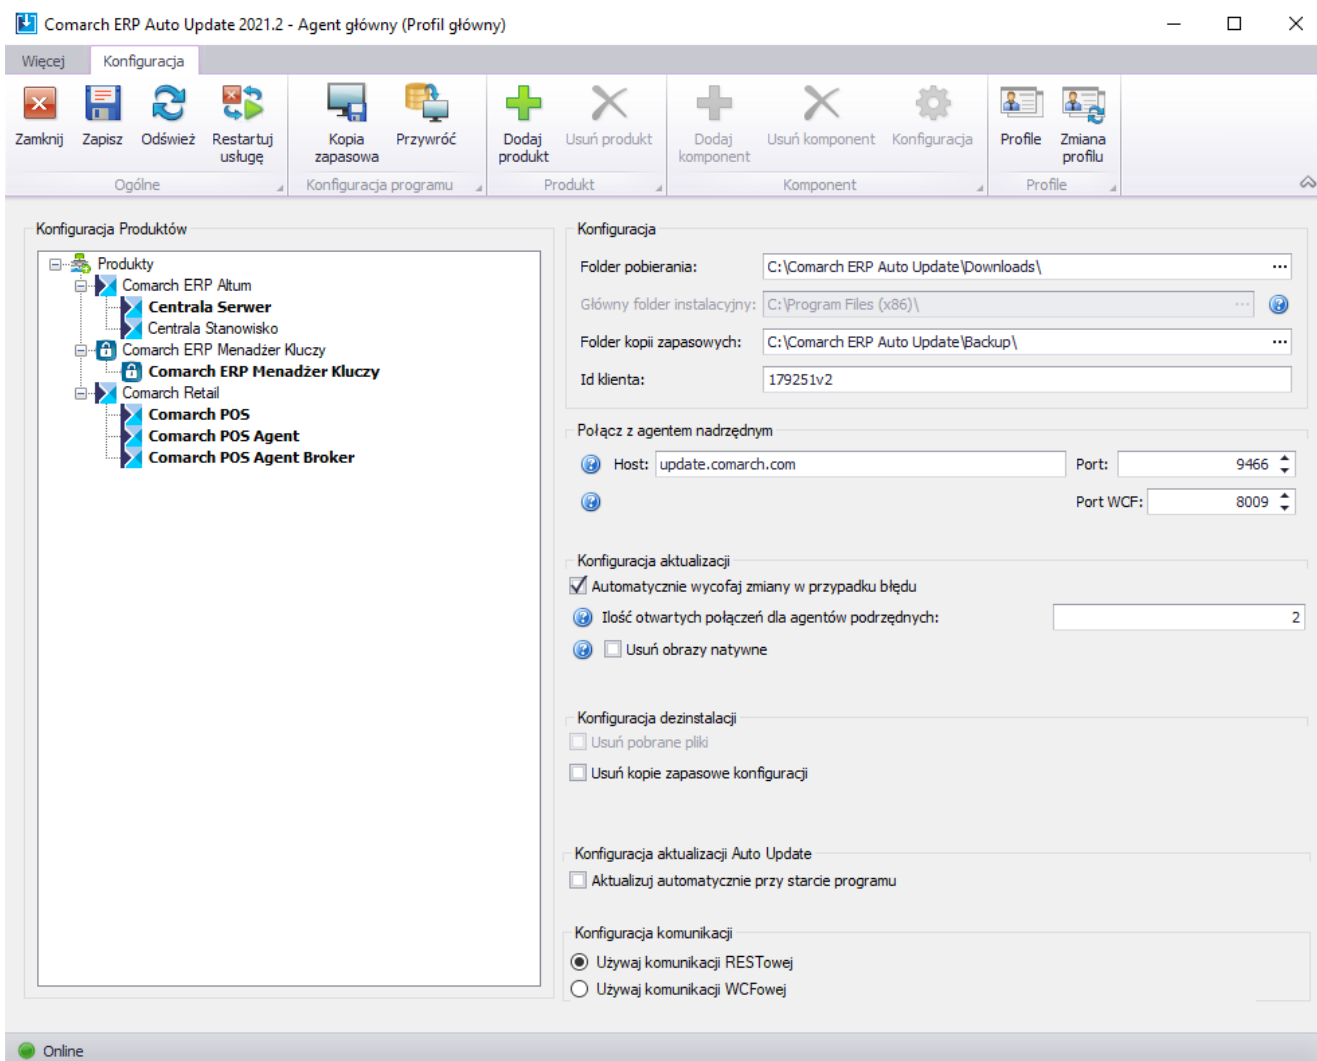 Comarch ERP Auto Update 2021.2 - Agent główny (Profil główny)
Więcej Konfiguracja
Zamknij Zapisz Odśwież Restartuj usługę Kopia zapasowa Przywróć Dodaj produkt Usuń produkt Dodaj komponent Usuń komponent Konfiguracja Profile Zmiana profilu
Ogólne Konfiguracja programu Produkt Komponent Profile
Konfiguracja Produktów
Produkty
Comarch ERP Altum
Centrala Serwer
Centrala Stanowisko
Comarch ERP Menadżer Kluczy
Comarch ERP Menadżer Kluczy
Comarch Retail
Comarch POS
Comarch POS Agent
Comarch POS Agent Broker
Konfiguracja
Folder pobierania: C:\Comarch ERP Auto Update\Downloads\ ...
Główny folder instalacyjny: C:\Program Files (x86)\ ...
Folder kopii zapasowych: C:\Comarch ERP Auto Update\Backup\ ...
Id klienta: 179251v2
Połącz z agentem nadrzędnym
Host: update.comarch.com Port: 9466
Port WCF: 8009
Konfiguracja aktualizacji
Automatycznie wycofaj zmiany w przypadku błędu
Ilość otwartych połączeń dla agentów podrzędnych: 2
Usuń obrazy natywne
Konfiguracja dezinstalacji
Usuń pobrane pliki
Usuń kopie zapasowe konfiguracji
Konfiguracja aktualizacji Auto Update
Aktualizuj automatycznie przy starcie programu
Konfiguracja komunikacji
Używaj komunikacji RESTowej
Używaj komunikacji WCFowej
Online